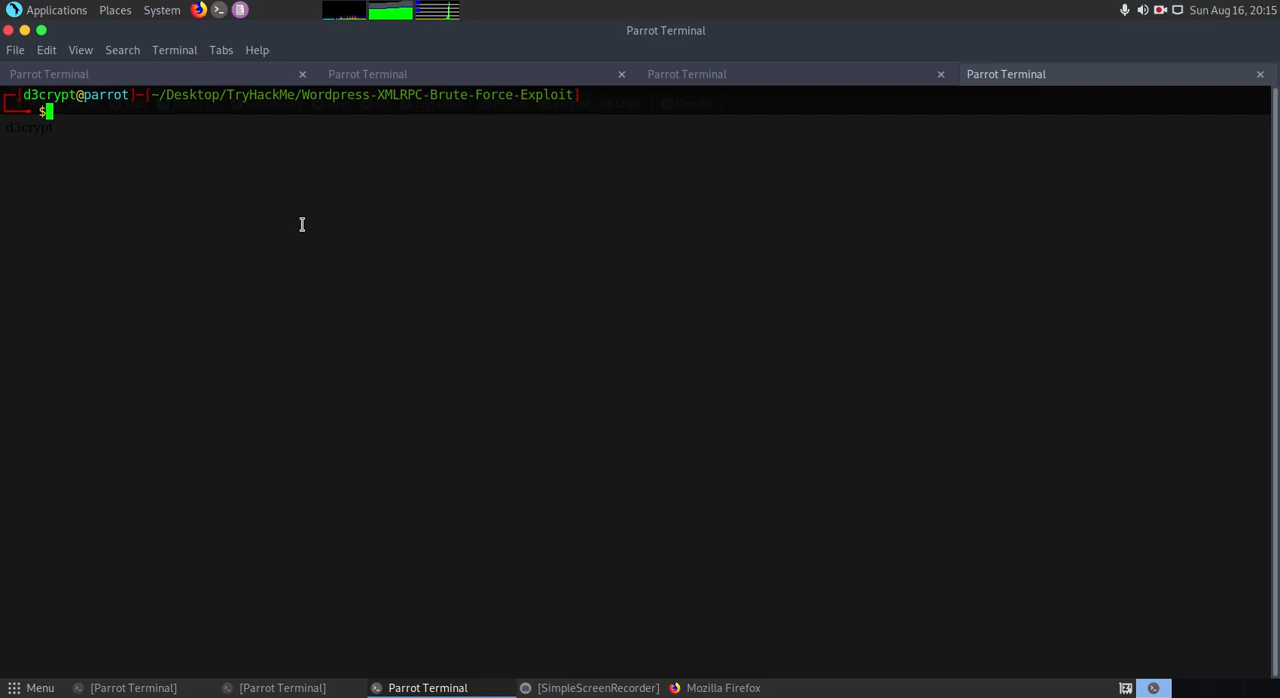 Applications Places System Sun Aug 16, 20:15
Parrot Terminal
File Edit View Search Terminal Tabs Help
Parrot Terminal × Parrot Terminal × Parrot Terminal × Parrot Terminal ×
[d3crypt@parrot]─[~/Desktop/TryHackMe/Wordpress-XMLRPC-Brute-Force-Exploit]
$
d3crypt
Menu [Parrot Terminal] [Parrot Terminal] Parrot Terminal [SimpleScreenRecorder] Mozilla Firefox